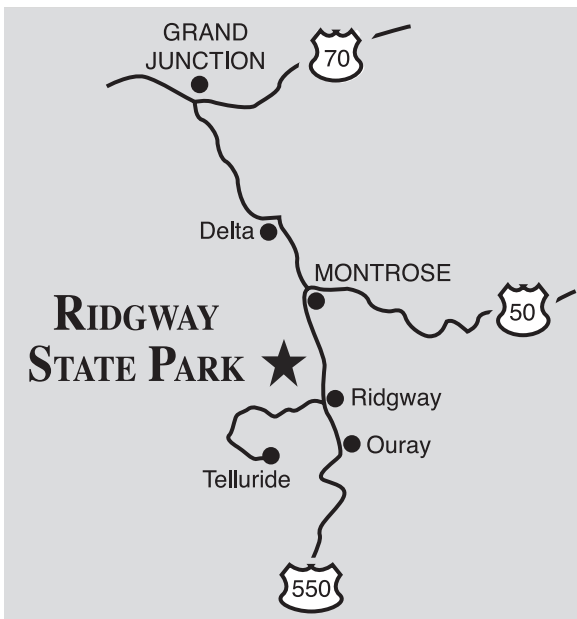 GRAND
JUNCTION
70
Delta
MONTROSE
50
RIDGWAY
STATE PARK
Ridgway
Ouray
Telluride
550